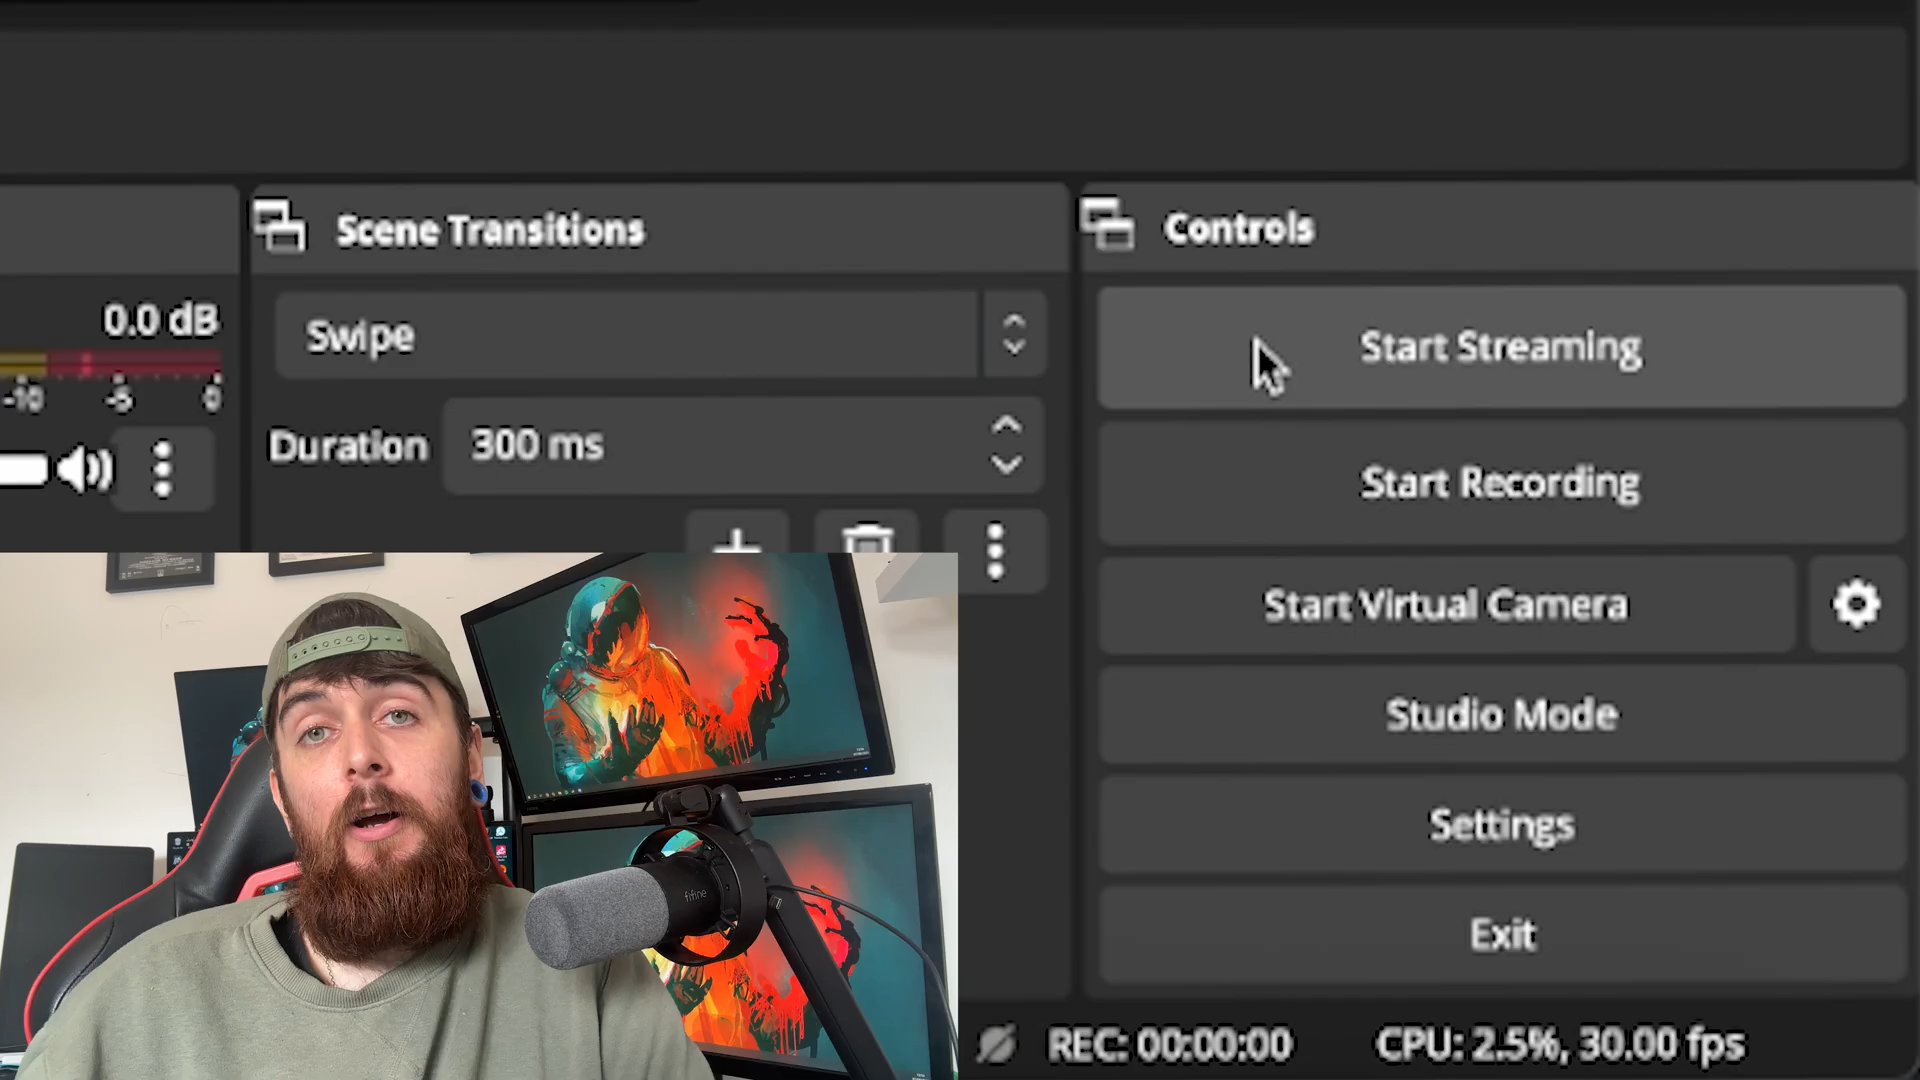 Scene Transitions
Controls
0.0 dB
-10 -5 0
Swipe
Duration 300 ms
Start Streaming
Start Recording
Start Virtual Camera
Studio Mode
Settings
Exit
fifine
REC: 00:00:00
CPU: 2.5%, 30.00 fps